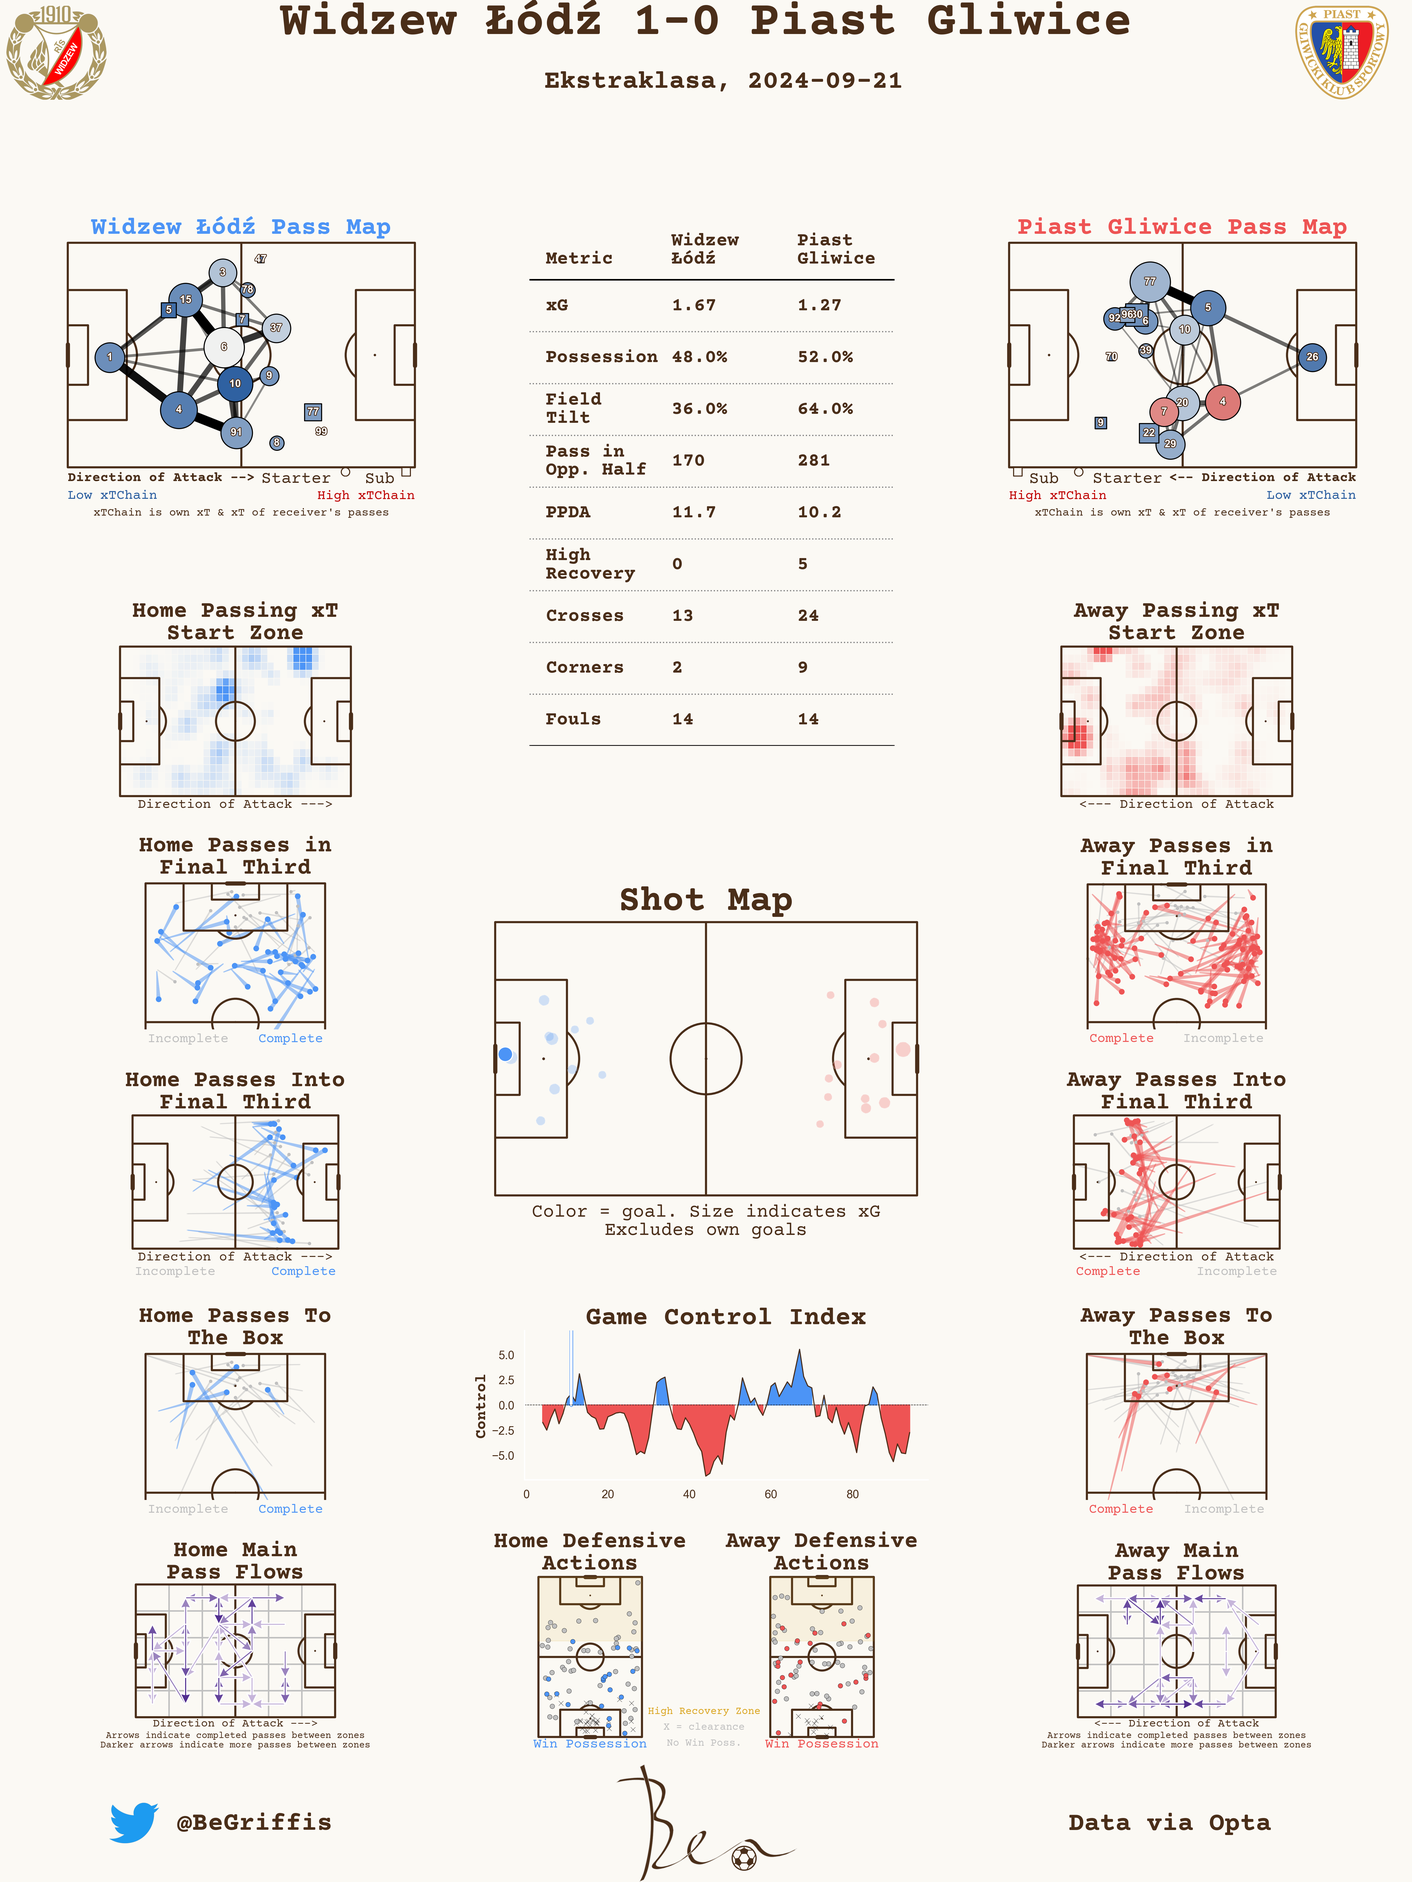 Widzew Łódź 1-0 Piast Gliwice
Ekstraklasa, 2024-09-21
1910
RTS
WIDZEW
PIAST
GLIWICKI KLUB SPORTOWY
Widzew Łódź Pass Map
47
3
78
15
5
7
37
6
1
9
10
4
77
91
99
8
Direction of Attack --> Starter Sub
Low xTChain High xTChain
xTChain is own xT & xT of receiver's passes
Metric Widzew Łódź Piast Gliwice
xG 1.67 1.27
Possession 48.0% 52.0%
Field Tilt 36.0% 64.0%
Pass in Opp. Half 170 281
PPDA 11.7 10.2
High Recovery 0 5
Crosses 13 24
Corners 2 9
Fouls 14 14
Piast Gliwice Pass Map
77
5
92
96
30
6
10
39
70
26
20
4
7
9
22
29
Sub Starter <-- Direction of Attack
High xTChain Low xTChain
xTChain is own xT & xT of receiver's passes
Home Passing xT
Start Zone
Direction of Attack --->
Away Passing xT
Start Zone
<--- Direction of Attack
Home Passes in
Final Third
Incomplete Complete
Away Passes in
Final Third
Complete Incomplete
Shot Map
Color = goal. Size indicates xG
Excludes own goals
Home Passes Into
Final Third
Direction of Attack --->
Incomplete Complete
Away Passes Into
Final Third
<--- Direction of Attack
Complete Incomplete
Home Passes To
The Box
Incomplete Complete
Game Control Index
Control
5.0
2.5
0.0
−2.5
−5.0
0 20 40 60 80
Away Passes To
The Box
Complete Incomplete
Home Main
Pass Flows
Direction of Attack --->
Arrows indicate completed passes between zones
Darker arrows indicate more passes between zones
Home Defensive
Actions
Win Possession
Away Defensive
Actions
Win Possession
High Recovery Zone
X = clearance
No Win Poss.
Away Main
Pass Flows
<--- Direction of Attack
Arrows indicate completed passes between zones
Darker arrows indicate more passes between zones
@BeGriffis
Ben
Data via Opta